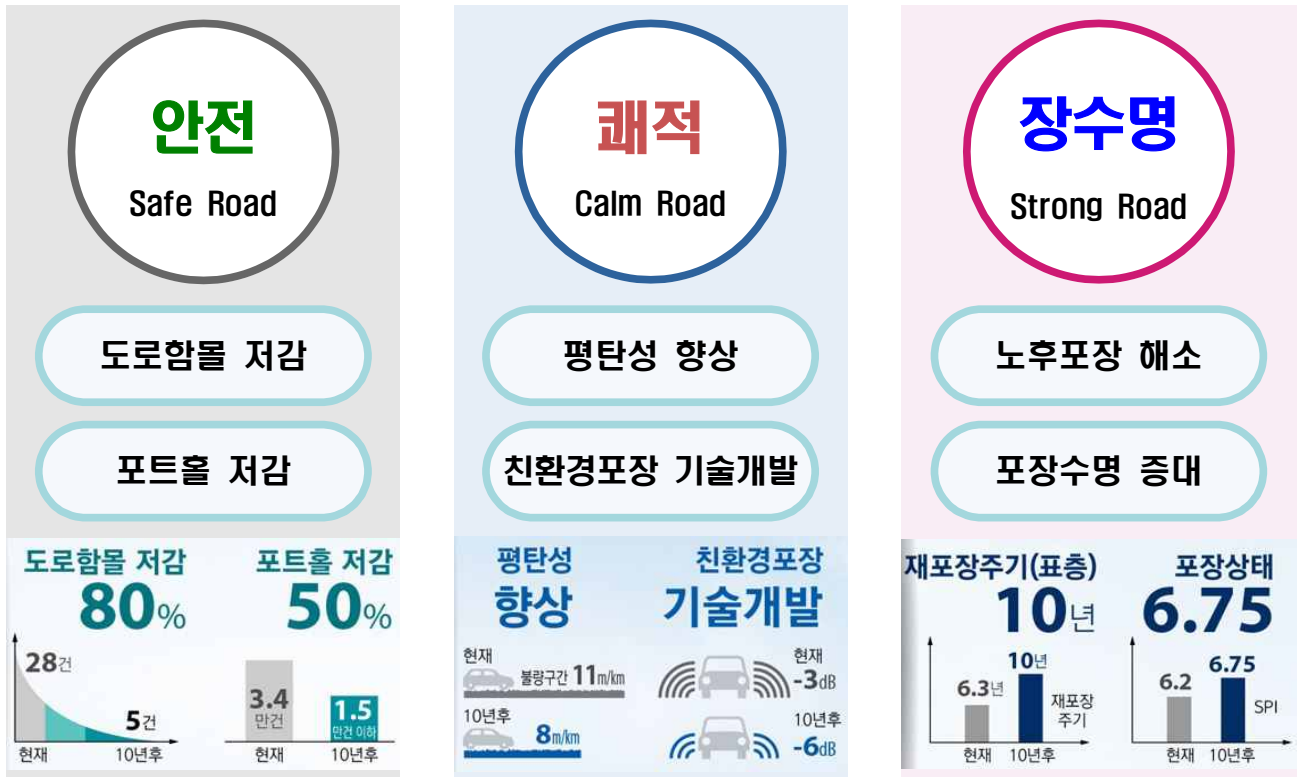 안전
Safe Road
도로함몰 저감
포트홀 저감
도로함몰 저감
80%
28건
5건
현재
10년후
포트홀 저감
50%
3.4
만건
1.5
만건 이하
현재
10년후
쾌적
Calm Road
평탄성 향상
친환경포장 기술개발
평탄성
향상
현재
불량구간 11m/km
10년후
8m/km
친환경포장
기술개발
현재
-3dB
10년후
-6dB
장수명
Strong Road
노후포장 해소
포장수명 증대
재포장주기(표층)
10년
10년
6.3년
재포장
주기
현재
10년후
포장상태
6.75
6.75
6.2
SPI
현재
10년후